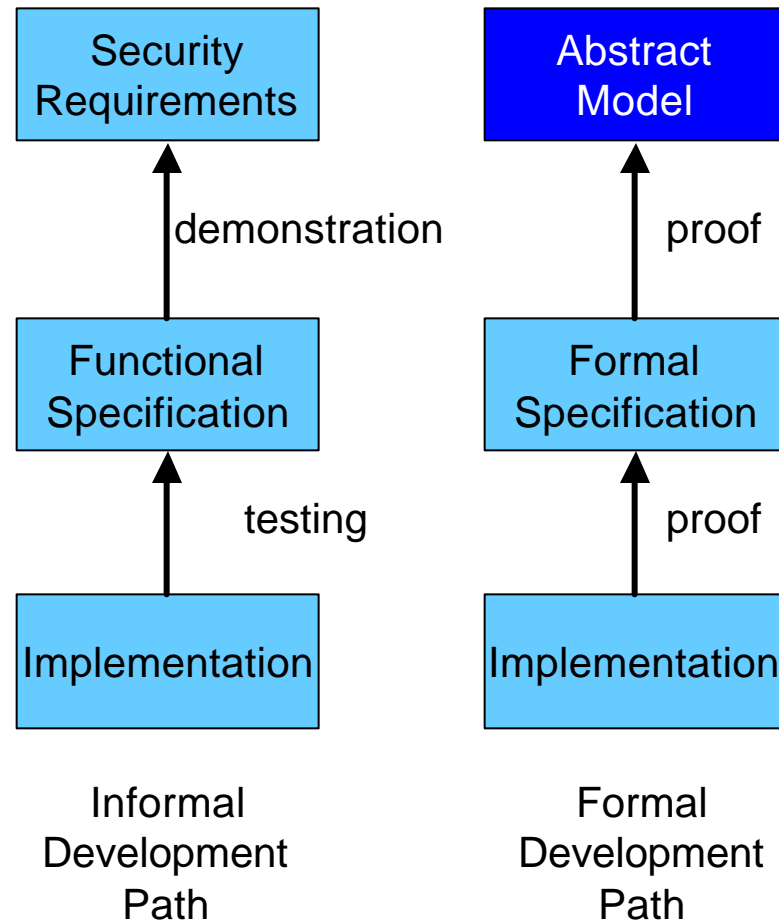 Security
Requirements
demonstration
Functional
Specification
testing
Implementation
Informal
Development
Path
Abstract
Model
proof
Formal
Specification
proof
Implementation
Formal
Development
Path